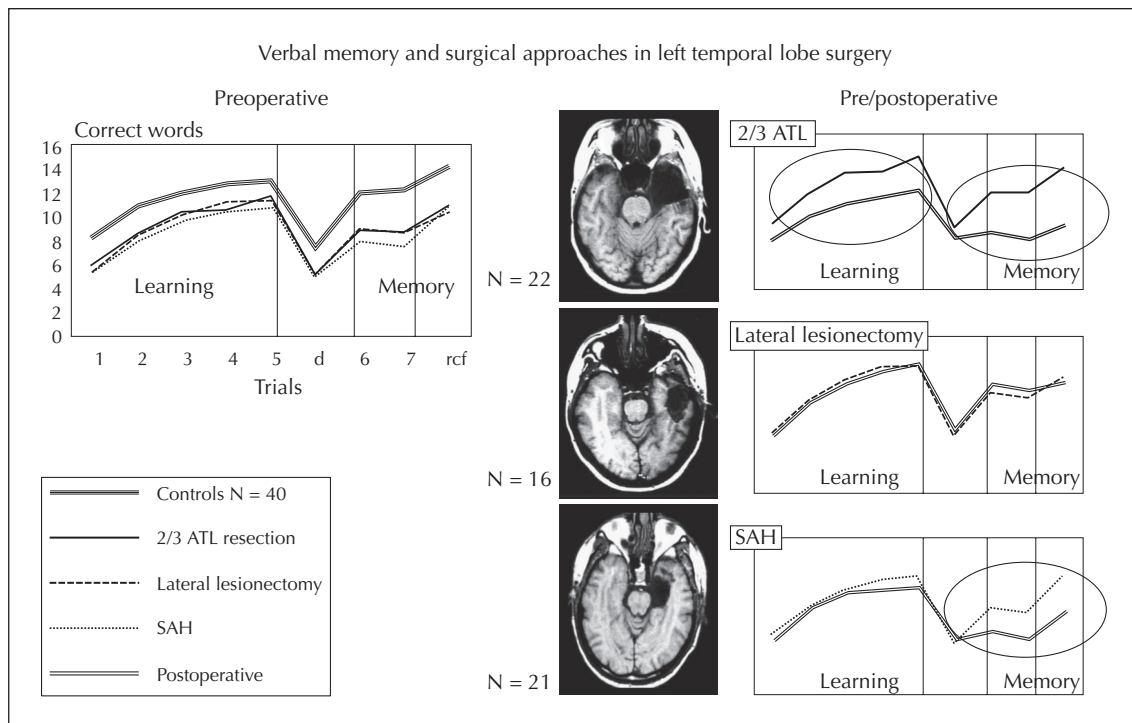 Verbal memory and surgical approaches in left temporal lobe surgery
Preoperative
Correct words
16
14
12
10
8
6
4
2
0
Learning
Memory
1 2 3 4 5 d 6 7 rcf
Trials
Controls N = 40
2/3 ATL resection
Lateral lesionectomy
SAH
Postoperative
N = 22
N = 16
N = 21
Pre/postoperative
2/3 ATL
Learning
Memory
Lateral lesionectomy
Learning
Memory
SAH
Learning
Memory